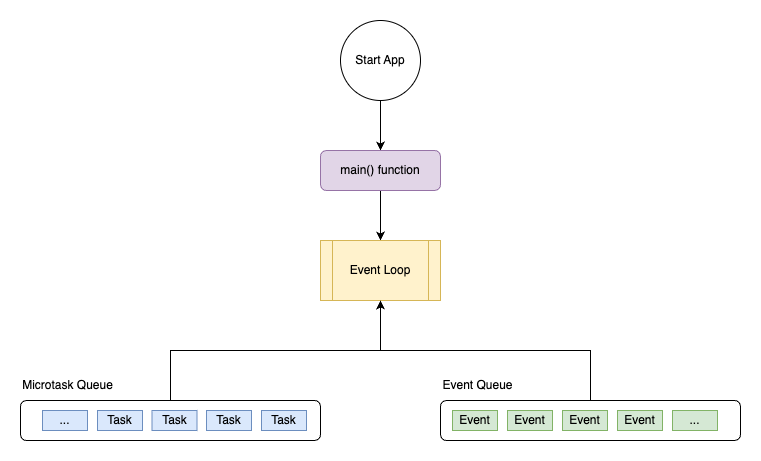 Start App
main() function
Event Loop
Microtask Queue
... Task Task Task Task
Event Queue
Event Event Event Event ...